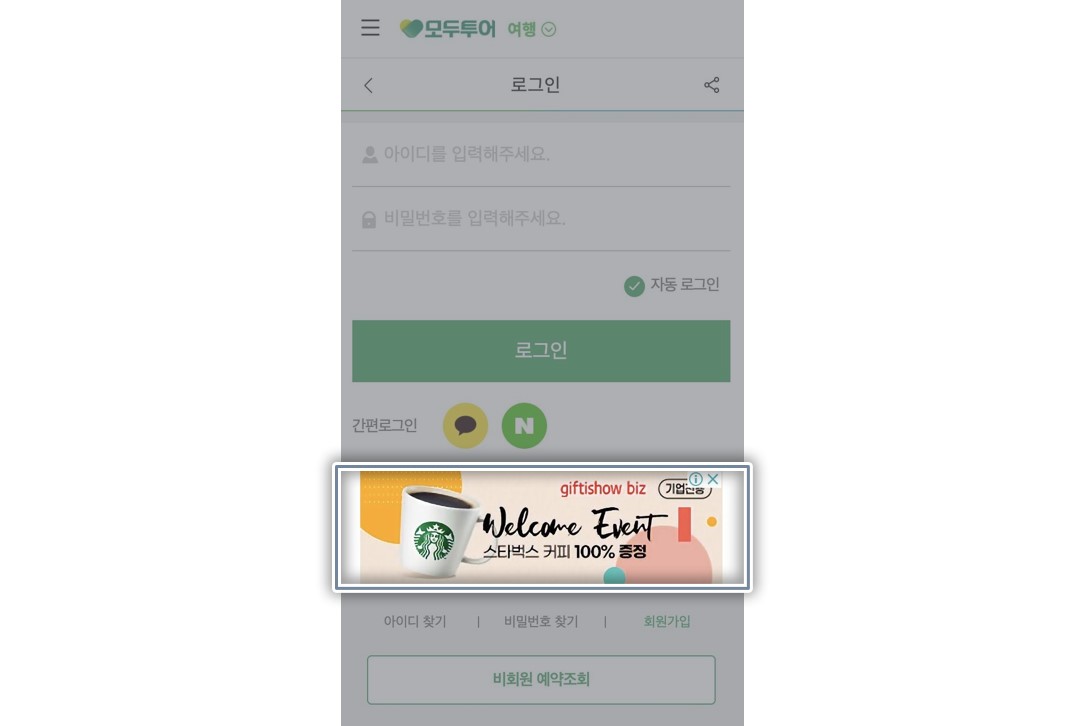 모두투어 여행
로그인
아이디를 입력해주세요.
비밀번호를 입력해주세요.
자동 로그인
로그인
간편로그인 N
giftishow biz 기업전용
Welcome Event
스타벅스 커피 100% 증정
아이디 찾기 | 비밀번호 찾기 | 회원가입
비회원 예약조회